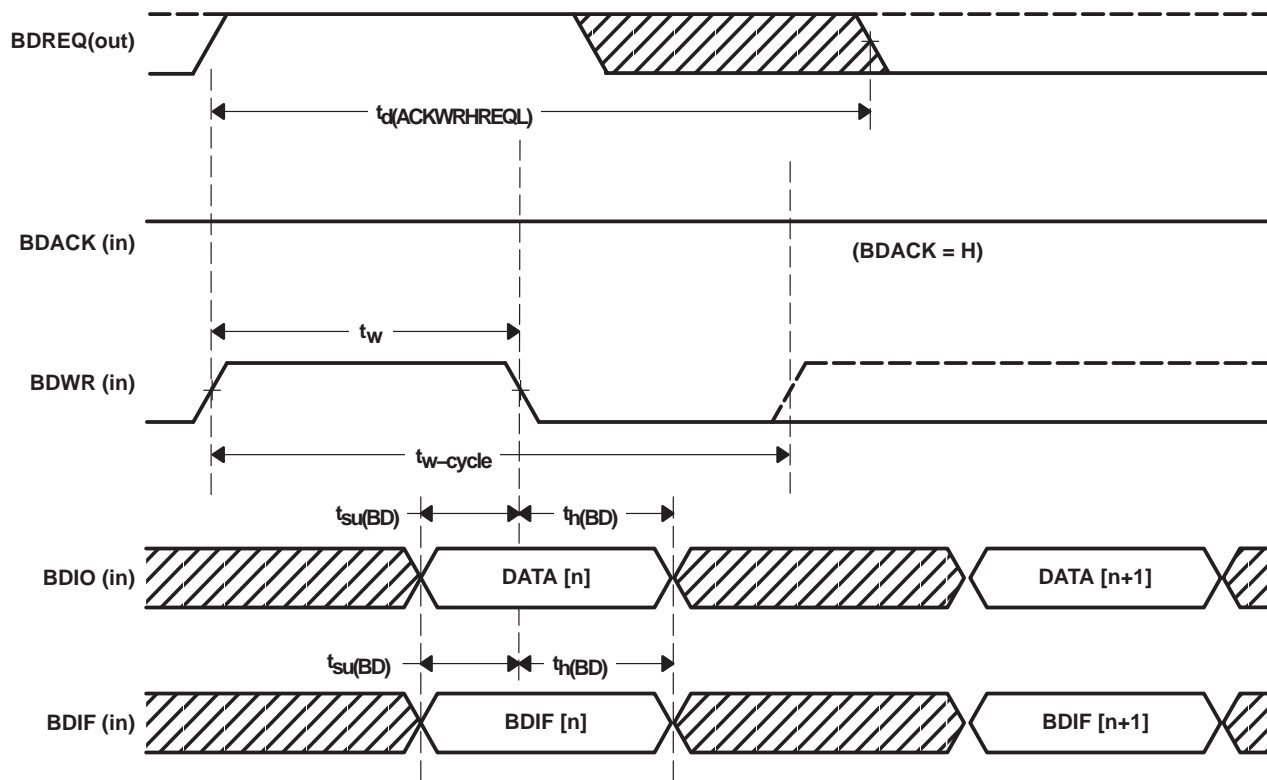 BDREQ(out)
td(ACKWRHREQL)
BDACK (in)
(BDACK = H)
tw
BDWR (in)
tw–cycle
tsu(BD) th(BD)
BDIO (in) DATA [n] DATA [n+1]
tsu(BD) th(BD)
BDIF (in) BDIF [n] BDIF [n+1]